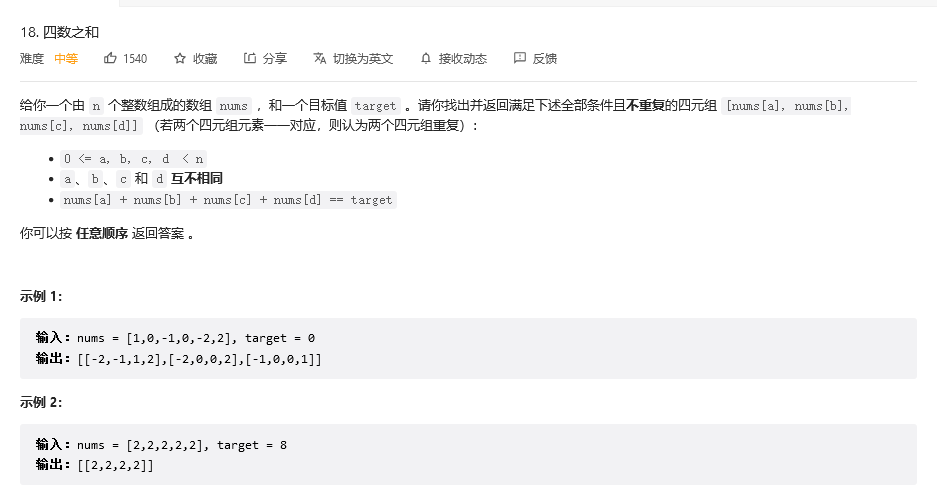 18. 四数之和
难度 中等 1540 收藏 分享 切换为英文 接收动态 反馈
给你一个由 n 个整数组成的数组 nums ，和一个目标值 target 。请你找出并返回满足下述全部条件且不重复的四元组 [nums[a], nums[b],
nums[c], nums[d]] （若两个四元组元素一一对应，则认为两个四元组重复）：
• 0 <= a, b, c, d < n
• a、b、c 和 d 互不相同
• nums[a] + nums[b] + nums[c] + nums[d] == target
你可以按 任意顺序 返回答案 。
示例 1：
输入：nums = [1,0,-1,0,-2,2], target = 0
输出：[[-2,-1,1,2],[-2,0,0,2],[-1,0,0,1]]
示例 2：
输入：nums = [2,2,2,2,2], target = 8
输出：[[2,2,2,2]]